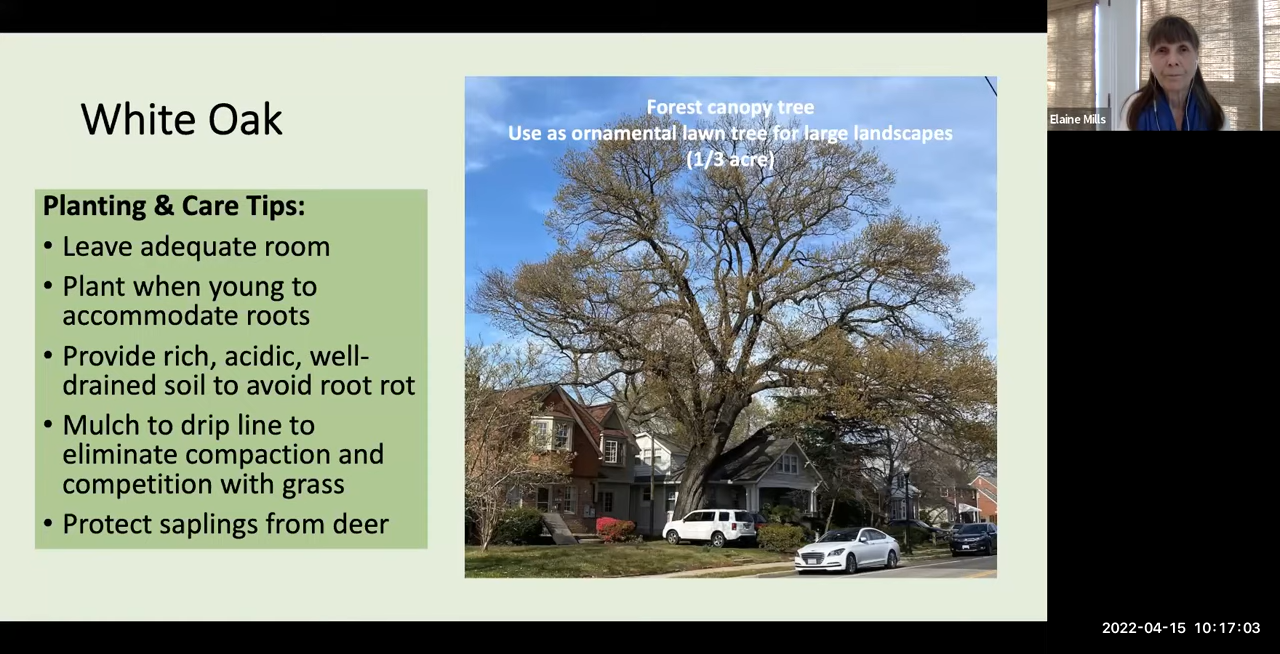 White Oak
Planting & Care Tips:
• Leave adequate room
• Plant when young to
accommodate roots
• Provide rich, acidic, well-
drained soil to avoid root rot
• Mulch to drip line to
eliminate compaction and
competition with grass
• Protect saplings from deer
Forest canopy tree
Use as ornamental lawn tree for large landscapes
(1/3 acre)
Elaine Mills
2022-04-15 10:17:03